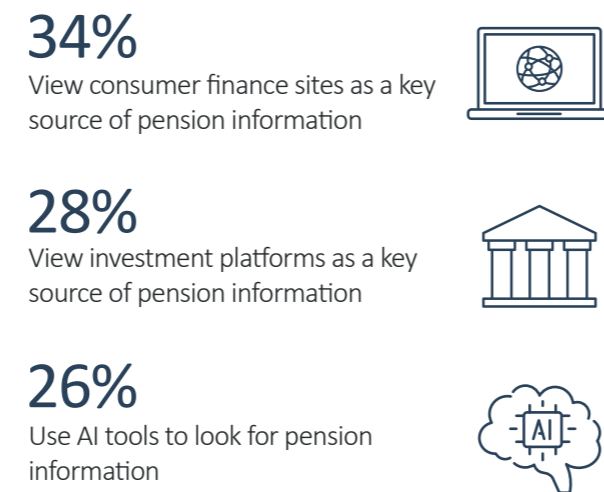 34%
View consumer finance sites as a key
source of pension information
28%
View investment platforms as a key
source of pension information
26%
Use AI tools to look for pension
information
AI